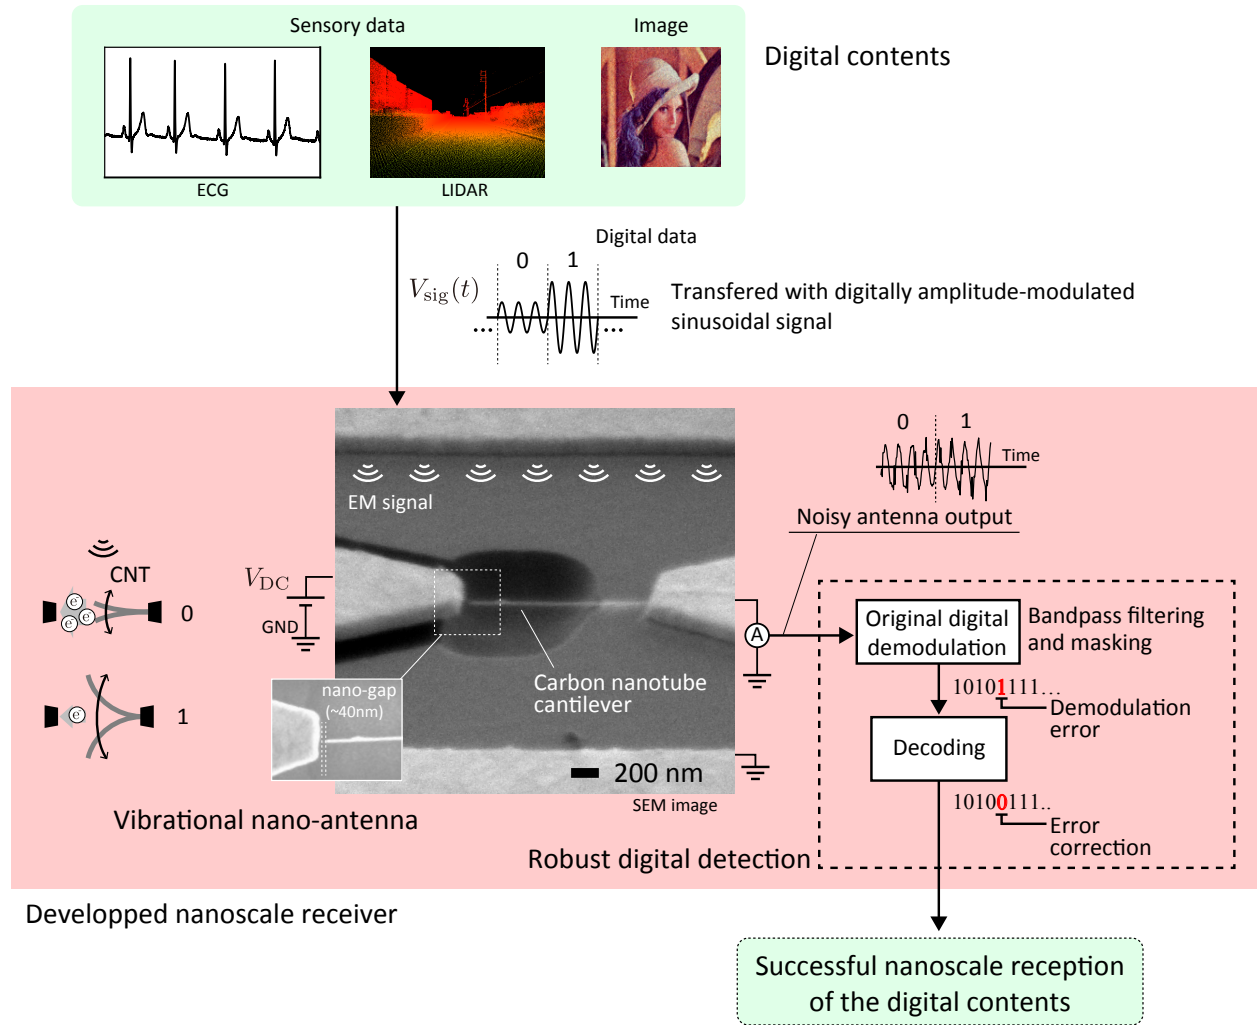 Sensory data
Image
Digital contents
ECG
LIDAR
Digital data
0 1
V_sig(t)
Time
... ...
Transfered with digitally amplitude-modulated
sinusoidal signal
0 1
Time
EM signal
Noisy antenna output
CNT
e⁻
e⁻
e⁻
0
V_DC
GND
A
Original digital
demodulation
Bandpass filtering
and masking
10101111...
Demodulation
error
e⁻
1
nano-gap
(~40nm)
Carbon nanotube
cantilever
Decoding
200 nm
SEM image
10100111..
Error
correction
Vibrational nano-antenna
Robust digital detection
Developped nanoscale receiver
Successful nanoscale reception
of the digital contents